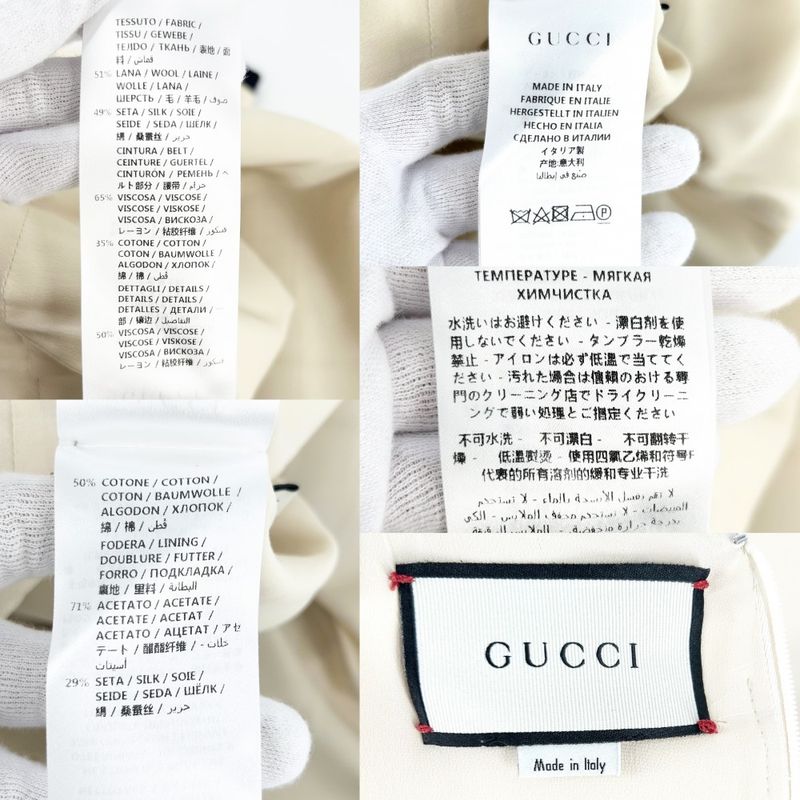 TESSUTO / FABRIC /
TISSU / GEWEBE /
TEJIDO / ТКАНЬ / 裏地 / 面
料 / قماش
51% LANA / WOOL / LAINE /
WOLLE / LANA /
ШЕРСТЬ / 毛 / 羊毛 / صوف
49% SETA / SILK / SOIE /
SEIDE / SEDA / ШЁЛК /
絹 / 桑蚕丝 / حرير
CINTURA / BELT /
CEINTURE / GUERTEL /
CINTURÓN / РЕМЕНЬ / ベ
ルト部分 / 腰带 / حزام
65% VISCOSA / VISCOSE /
VISCOSE / VISKOSE /
VISCOSA / ВИСКОЗА /
レーヨン / 粘胶纤维 / فسكوز
35% COTONE / COTTON /
COTON / BAUMWOLLE /
ALGODON / ХЛОПОК /
綿 / 棉 / قطن
DETTAGLI / DETAILS /
DETAILS / DETAILS /
DETALLES / ДЕТАЛИ / 一
部 / 镶边 / التفاصيل
50% VISCOSA / VISCOSE /
VISCOSE / VISKOSE /
VISCOSA / ВИСКОЗА /
レーヨン / 粘胶纤维 / فسكوز
GUCCI
MADE IN ITALY
FABRIQUE EN ITALIE
HERGESTELLT IN ITALIEN
HECHO EN ITALIA
СДЕЛАНО В ИТАЛИИ
イタリア製
产地:意大利
صنع في إيطاليا
P
ТЕМПЕРАТУРЕ - МЯГКАЯ
ХИМЧИСТКА
水洗いはお避けください - 漂白剤を使
用しないでください - タンブラー乾燥
禁止 - アイロンは必ず低温で当ててく
ださい - 汚れた場合は信頼のおける専
門のクリーニング店でドライクリーニ
ングで弱い処理とご指定ください
不可水洗 - 不可漂白 - 不可翻转干
燥 - 低温熨烫 - 使用四氯乙烯和符号F
代表的所有溶剂的缓和专业干洗
50% COTONE / COTTON /
COTON / BAUMWOLLE /
ALGODON / ХЛОПОК /
綿 / 棉 / قطن
FODERA / LINING /
DOUBLURE / FUTTER /
FORRO / ПОДКЛАДКА /
裏地 / 里料 / البطانة
71% ACETATO / ACETATE /
ACETATE / ACETAT /
ACETATO / АЦЕТАТ / アセ
テート / 醋酯纤维 / خلات -
أسيتات
29% SETA / SILK / SOIE /
SEIDE / SEDA / ШЁЛК /
絹 / 桑蚕丝 / حرير
GUCCI
Made in Italy